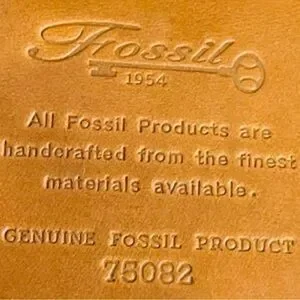 Fossil
1954
All Fossil Products are
handcrafted from the finest
materials available.
GENUINE FOSSIL PRODUCT
75082